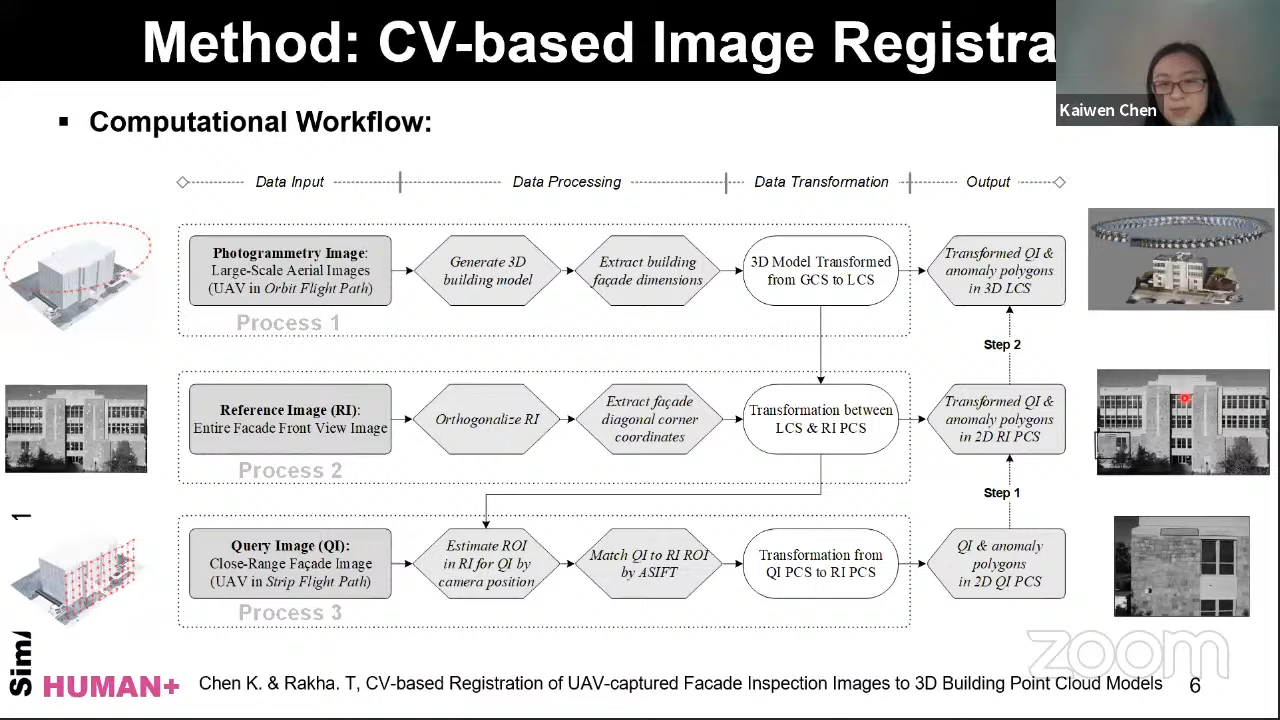 Method: CV-based Image Registra
Kaiwen Chen
▪ Computational Workflow:
Data Input
Data Processing
Data Transformation
Output
Photogrammetry Image:
Large-Scale Aerial Images
(UAV in Orbit Flight Path)
Generate 3D
building model
Extract building
façade dimensions
3D Model Transformed
from GCS to LCS
Transformed QI &
anomaly polygons
in 3D LCS
Process 1
Step 2
Reference Image (RI):
Entire Facade Front View Image
Orthogonalize RI
Extract façade
diagonal corner
coordinates
Transformation between
LCS & RI PCS
Transformed QI &
anomaly polygons
in 2D RI PCS
Process 2
Step 1
Query Image (QI):
Close-Range Façade Image
(UAV in Strip Flight Path)
Estimate ROI
in RI for QI by
camera position
Match QI to RI ROI
by ASIFT
Transformation from
QI PCS to RI PCS
QI & anomaly
polygons
in 2D QI PCS
Process 3
1
zoom
HUMAN+
Chen K. & Rakha. T, CV-based Registration of UAV-captured Facade Inspection Images to 3D Building Point Cloud Models
6